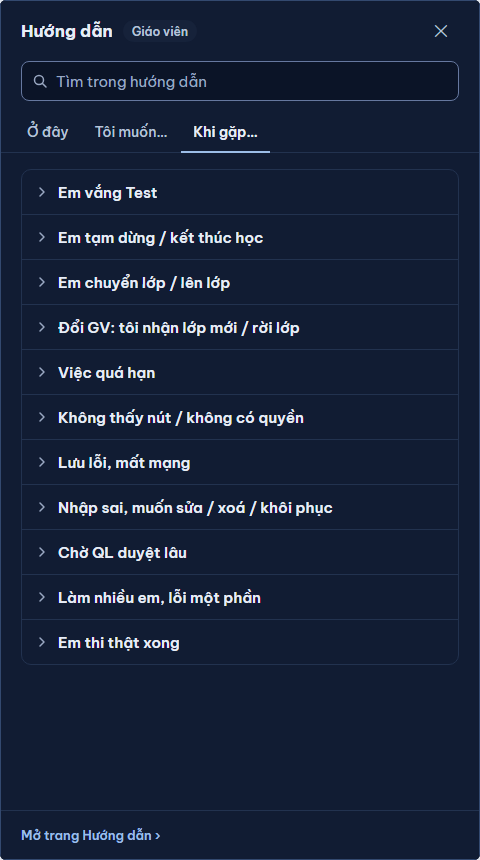 Hướng dẫn Giáo viên
Tìm trong hướng dẫn
Ở đây Tôi muốn... Khi gặp...
Em vắng Test
Em tạm dừng / kết thúc học
Em chuyển lớp / lên lớp
Đổi GV: tôi nhận lớp mới / rời lớp
Việc quá hạn
Không thấy nút / không có quyền
Lưu lỗi, mất mạng
Nhập sai, muốn sửa / xoá / khôi phục
Chờ QL duyệt lâu
Làm nhiều em, lỗi một phần
Em thi thật xong
Mở trang Hướng dẫn ›